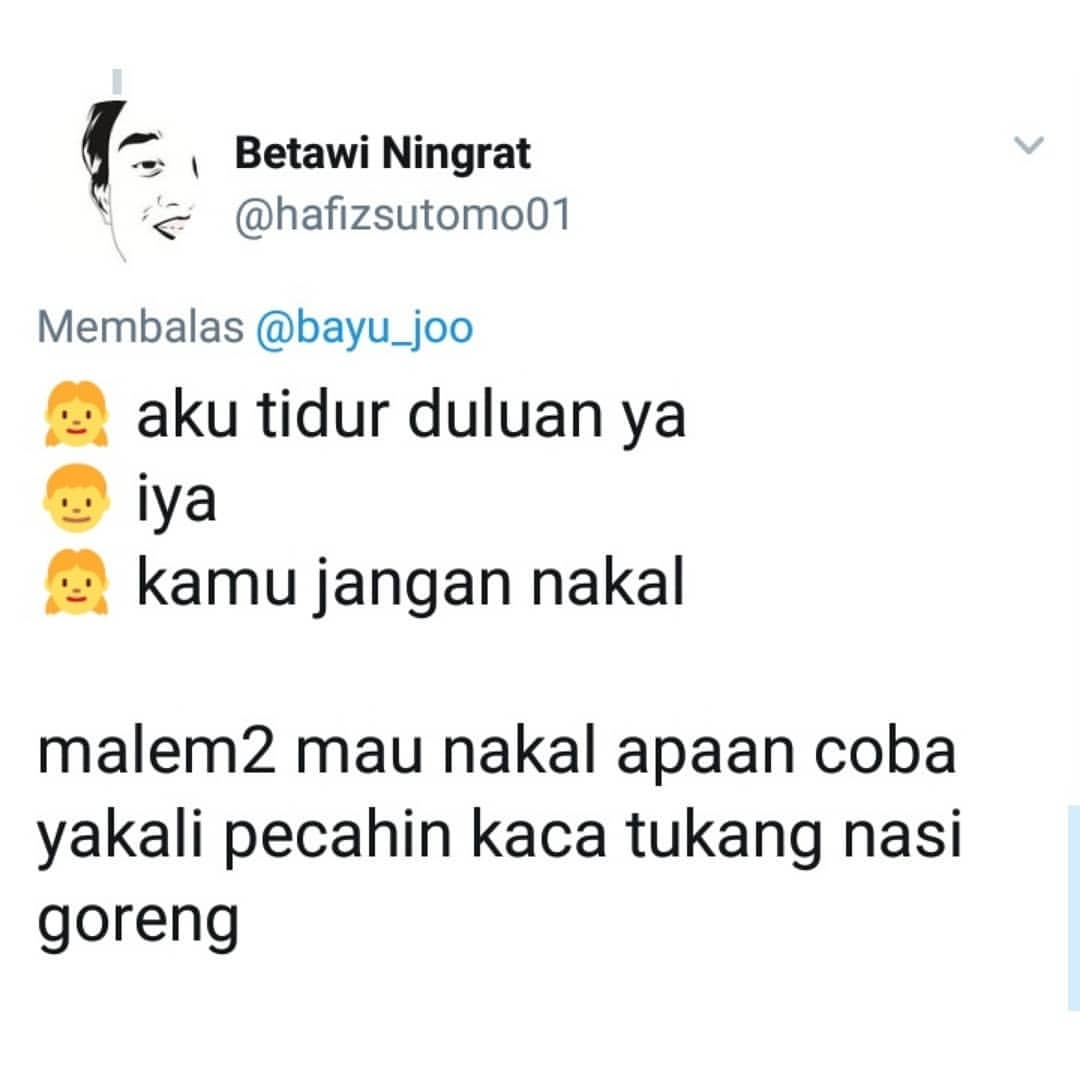 Betawi Ningrat
@hafizsutomo01
Membalas @bayu_joo
👧 aku tidur duluan ya
👦 iya
👧 kamu jangan nakal
malem2 mau nakal apaan coba
yakali pecahin kaca tukang nasi
goreng